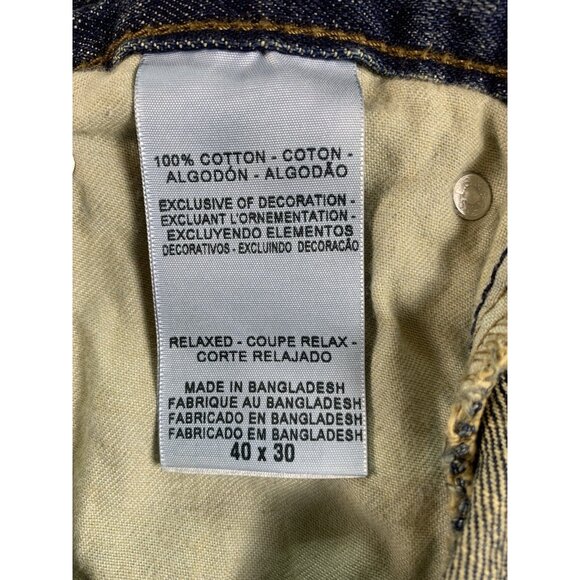 100% COTTON - COTON -
ALGODÓN - ALGODÃO
EXCLUSIVE OF DECORATION -
EXCLUANT L'ORNEMENTATION -
EXCLUYENDO ELEMENTOS
DECORATIVOS - EXCLUINDO DECORAÇÃO
RELAXED - COUPE RELAX -
CORTE RELAJADO
MADE IN BANGLADESH
FABRIQUE AU BANGLADESH
FABRICADO EN BANGLADESH
FABRICADO EM BANGLADESH
40 x 30